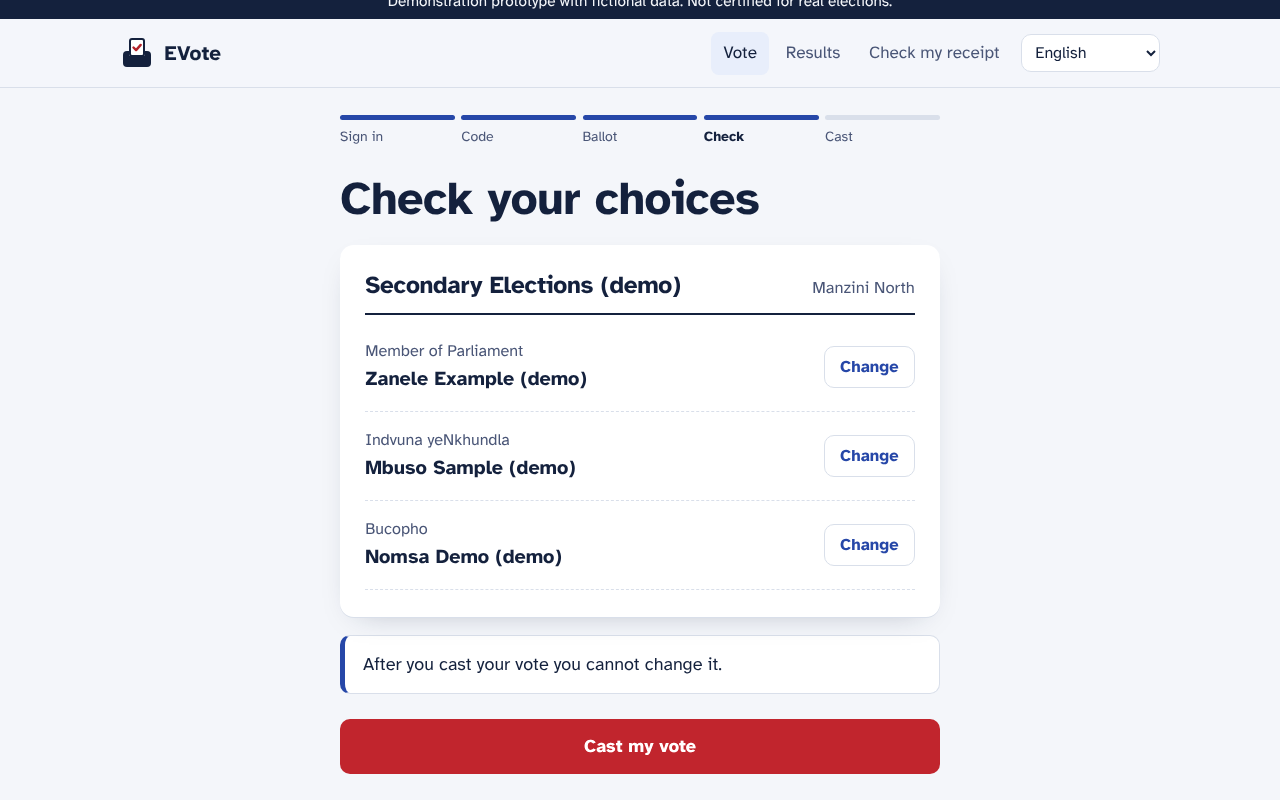 Demonstration prototype with fictional data. Not certified for real elections.
EVote
Vote
Results
Check my receipt
English
Sign in
Code
Ballot
Check
Cast
Check your choices
Secondary Elections (demo)
Manzini North
Member of Parliament
Zanele Example (demo)
Change
Indvuna yeNkhundla
Mbuso Sample (demo)
Change
Bucopho
Nomsa Demo (demo)
Change
After you cast your vote you cannot change it.
Cast my vote